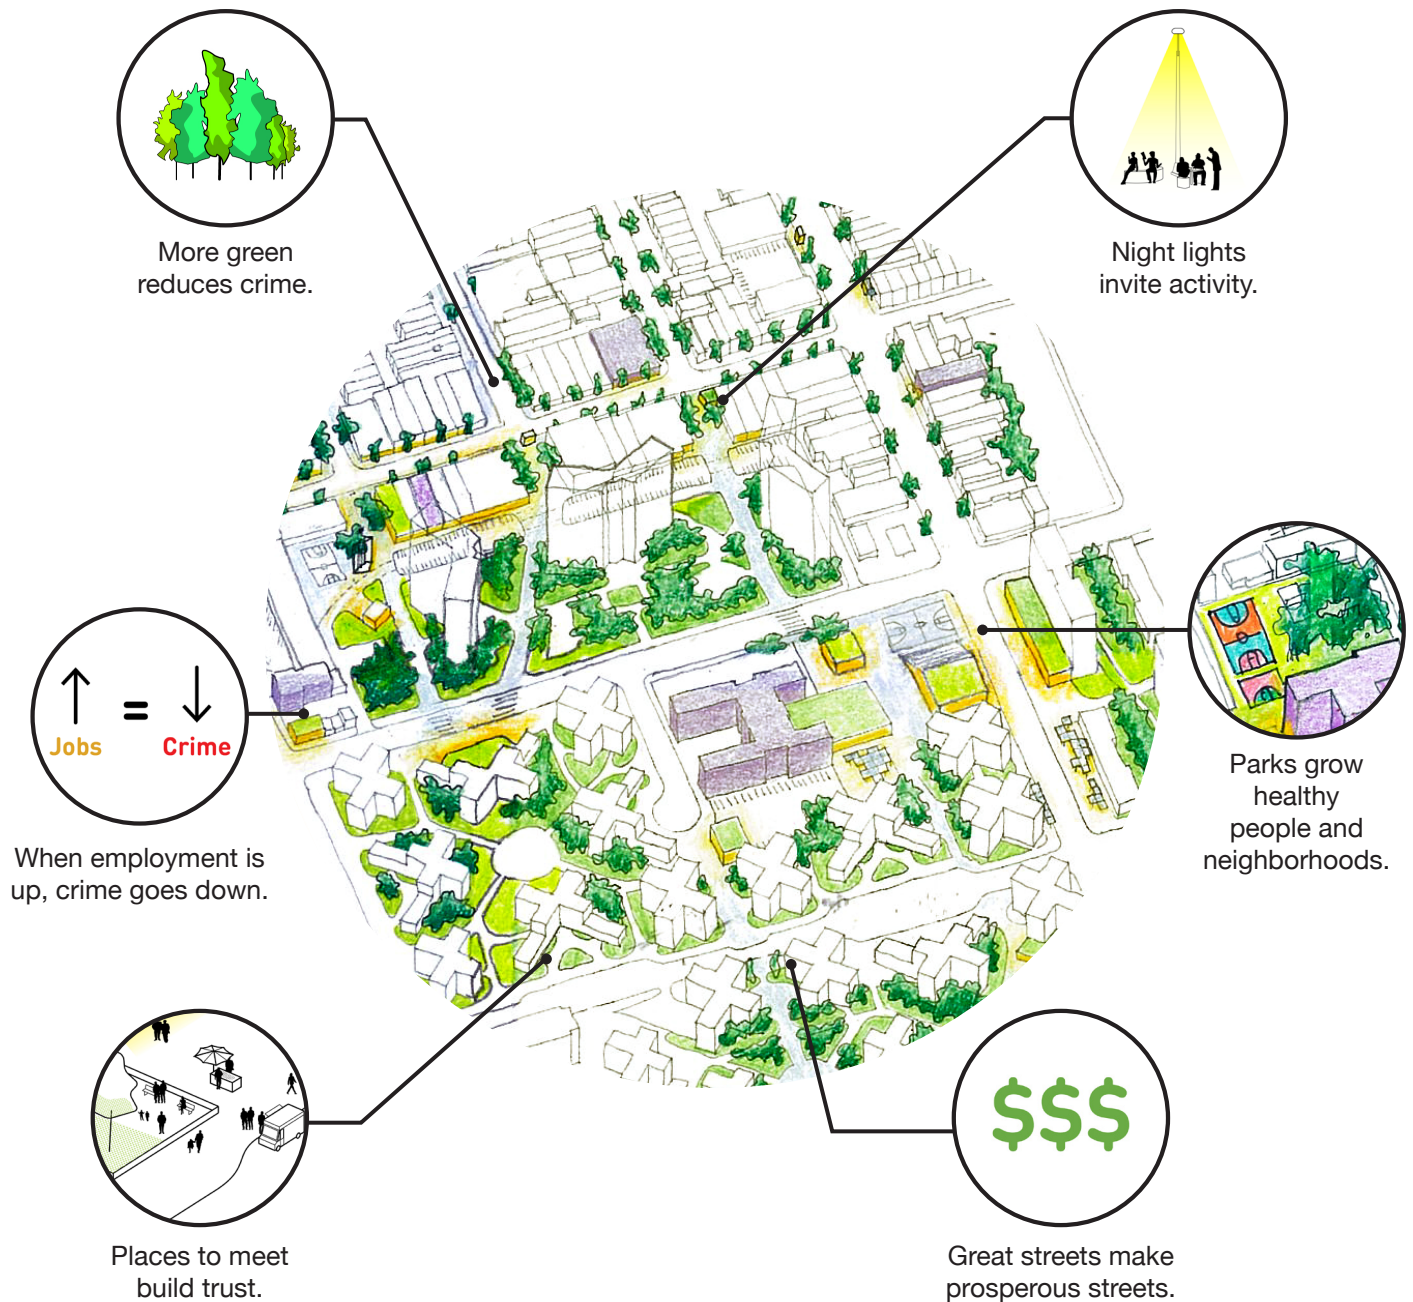 More green
reduces crime.
Night lights
invite activity.
Jobs
=
Crime
When employment is
up, crime goes down.
Parks grow
healthy
people and
neighborhoods.
Places to meet
build trust.
$$$
Great streets make
prosperous streets.